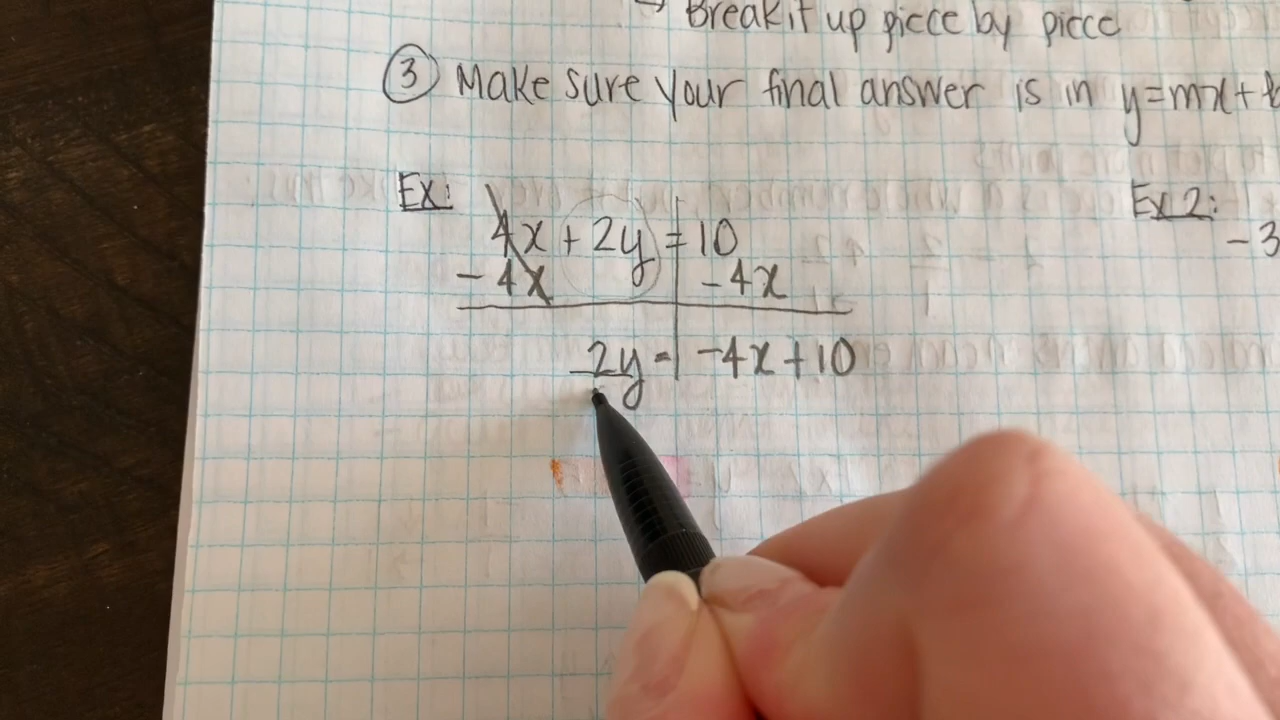 → Break it up piece by piece
③ Make sure your final answer is in y=mx+b
Ex:
4x + 2y = 10
- 4x - 4x
2y = -4x + 10
Ex 2:
- 3